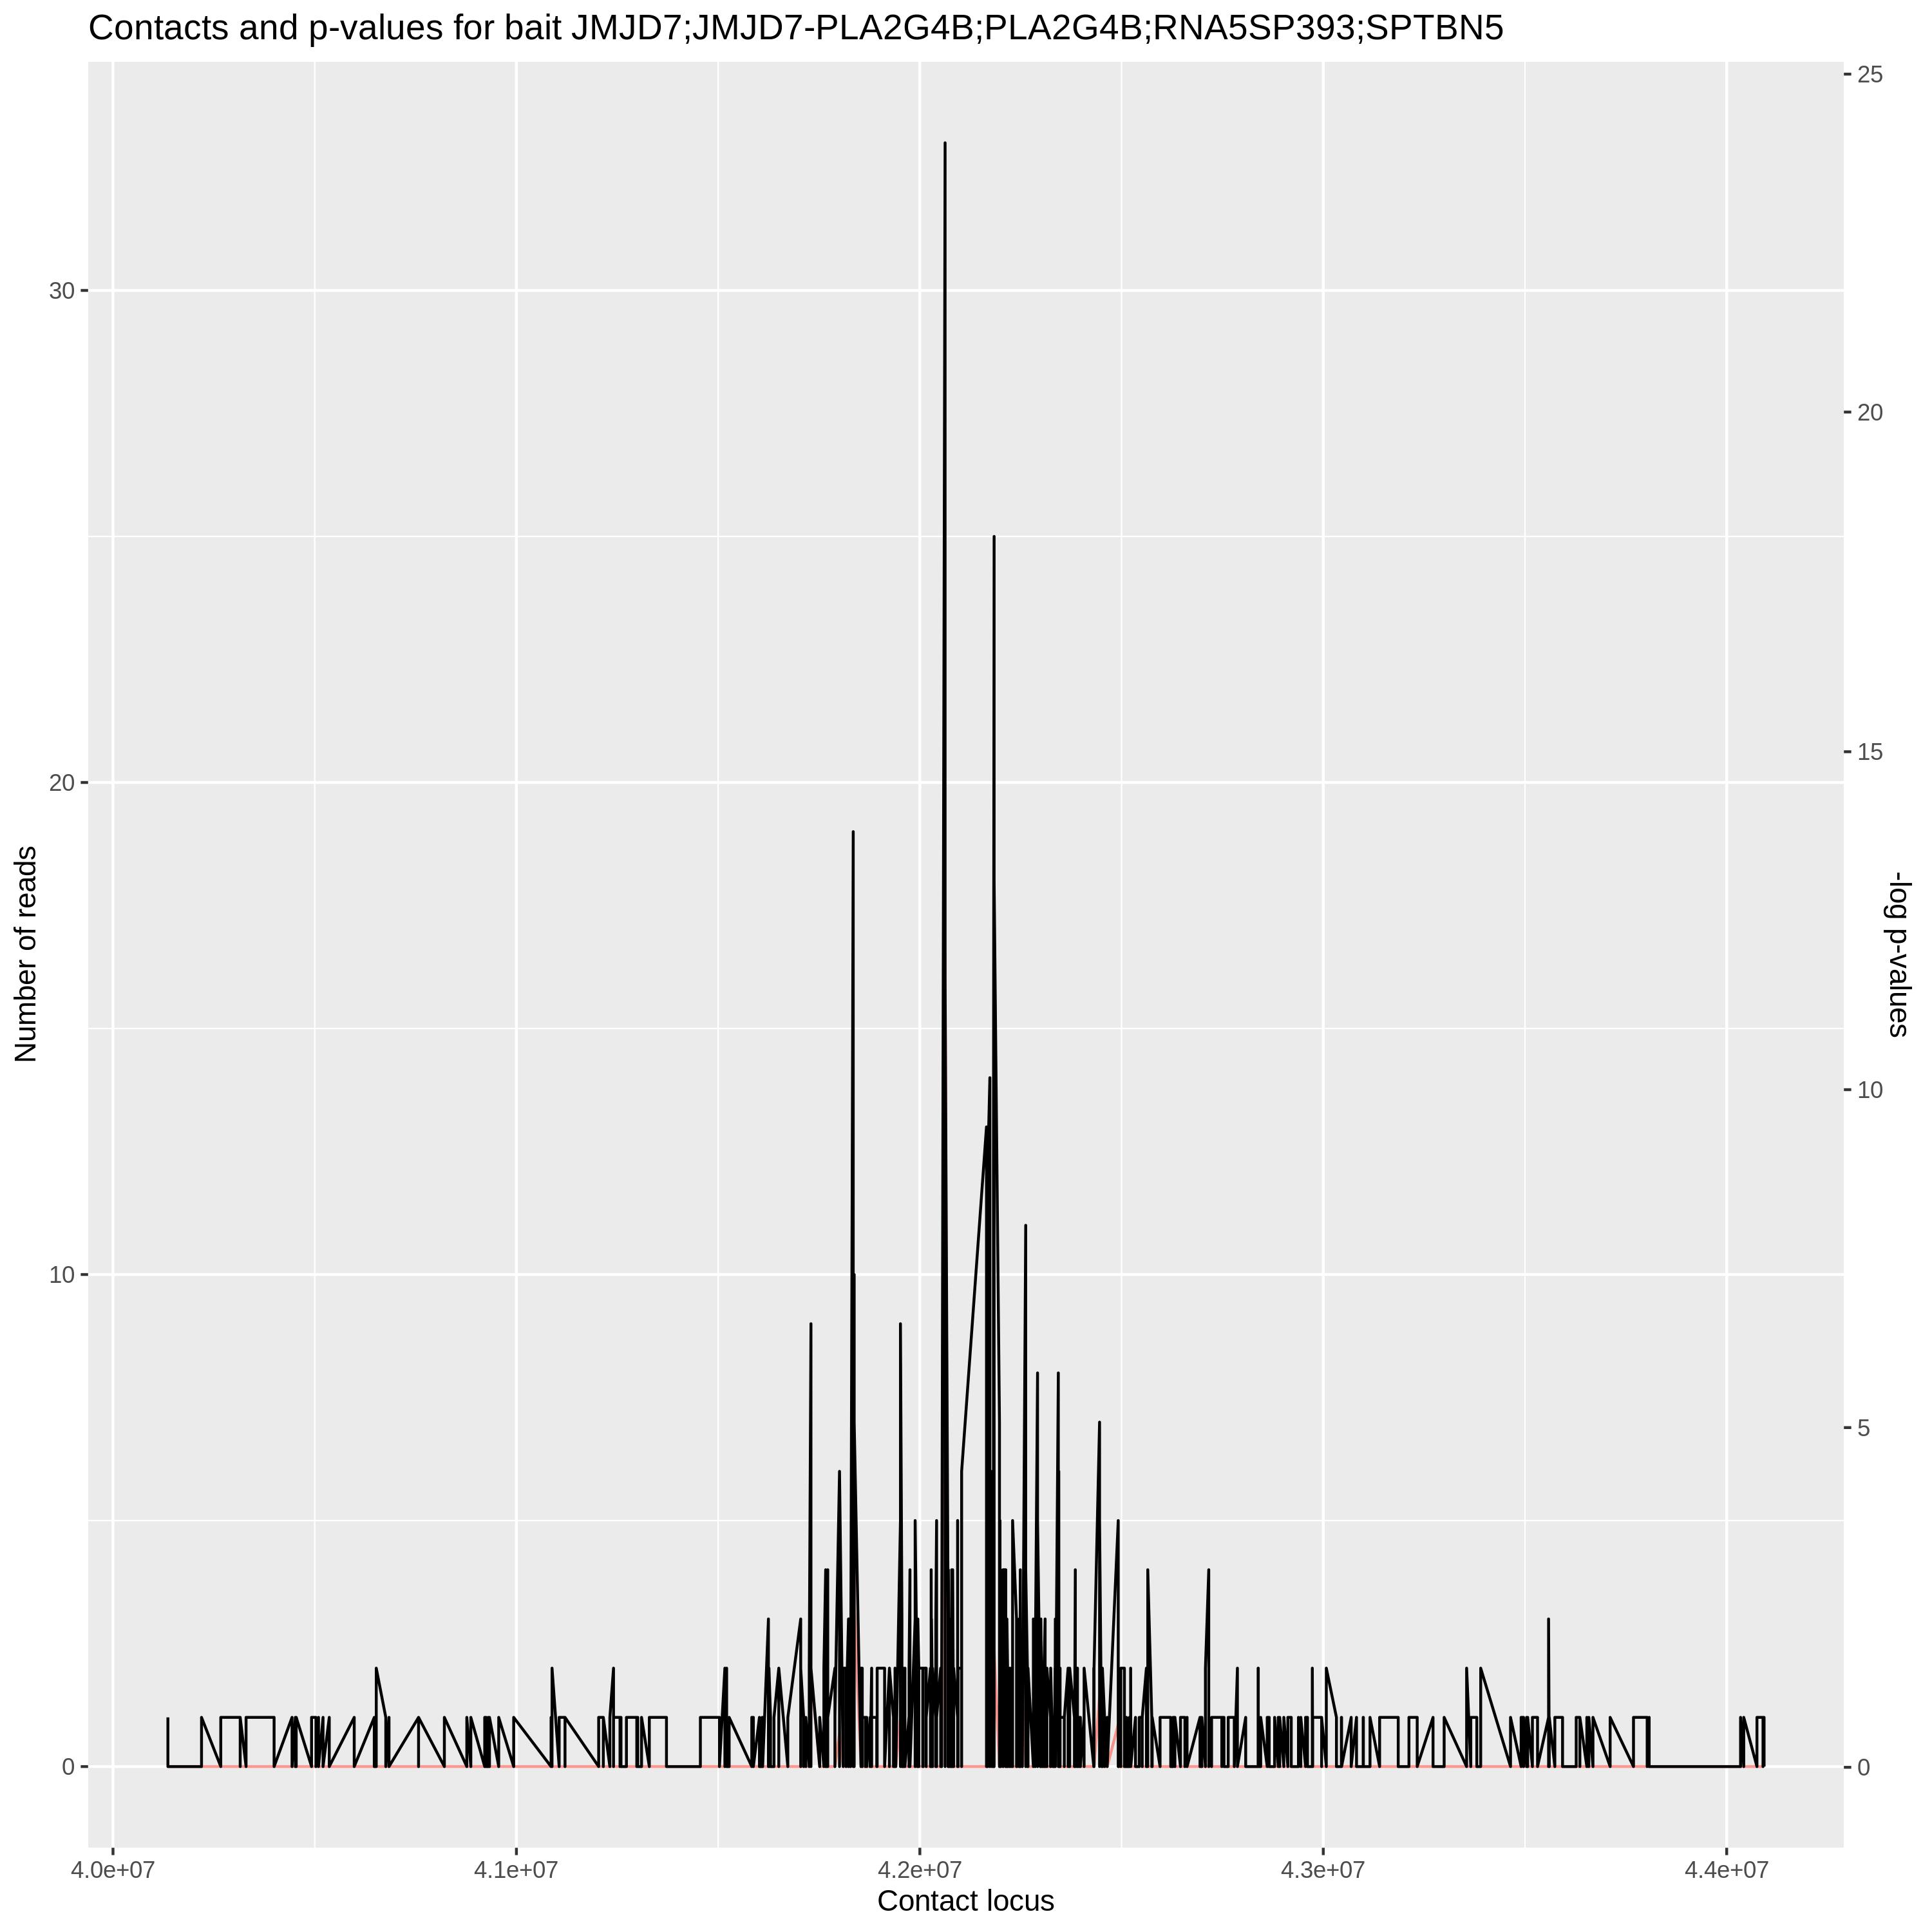 Contacts and p-values for bait JMJD7;JMJD7-PLA2G4B;PLA2G4B;RNA5SP393;SPTBN5
30
20
10
0
Number of reads
25
20
15
10
5
0
-log p-values
4.0e+07
4.1e+07
4.2e+07
4.3e+07
4.4e+07
Contact locus